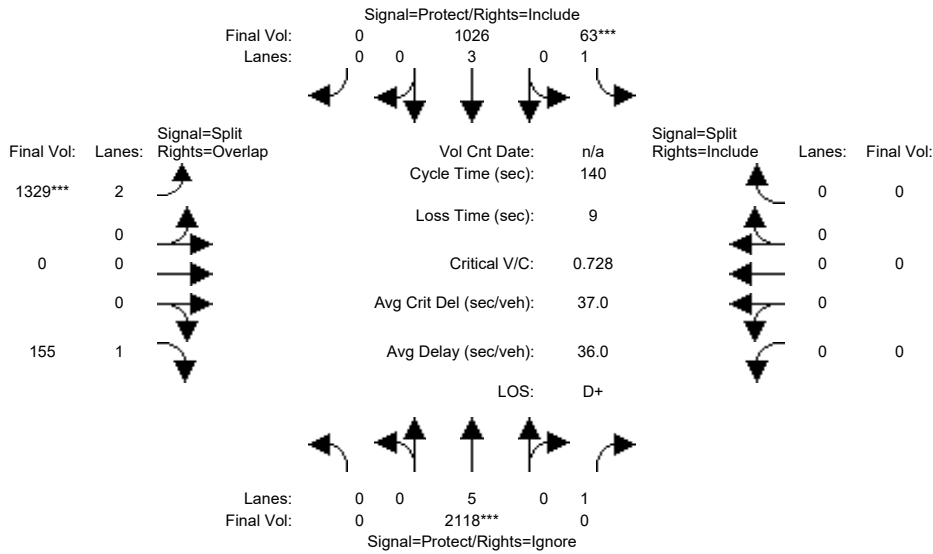 Signal=Protect/Rights=Include
Final Vol: 0 1026 63***
Lanes: 0 0 3 0 1
Signal=Split
Final Vol: Lanes: Rights=Overlap
Vol Cnt Date: n/a
Signal=Split
Rights=Include Lanes: Final Vol:
Cycle Time (sec): 140
1329*** 2
0 0
Loss Time (sec): 9
0
0
0 0
Critical V/C: 0.728
0 0
0
Avg Crit Del (sec/veh): 37.0
0
155 1
Avg Delay (sec/veh): 36.0
0 0
LOS: D+
Lanes: 0 0 5 0 1
Final Vol: 0 2118*** 0
Signal=Protect/Rights=Ignore